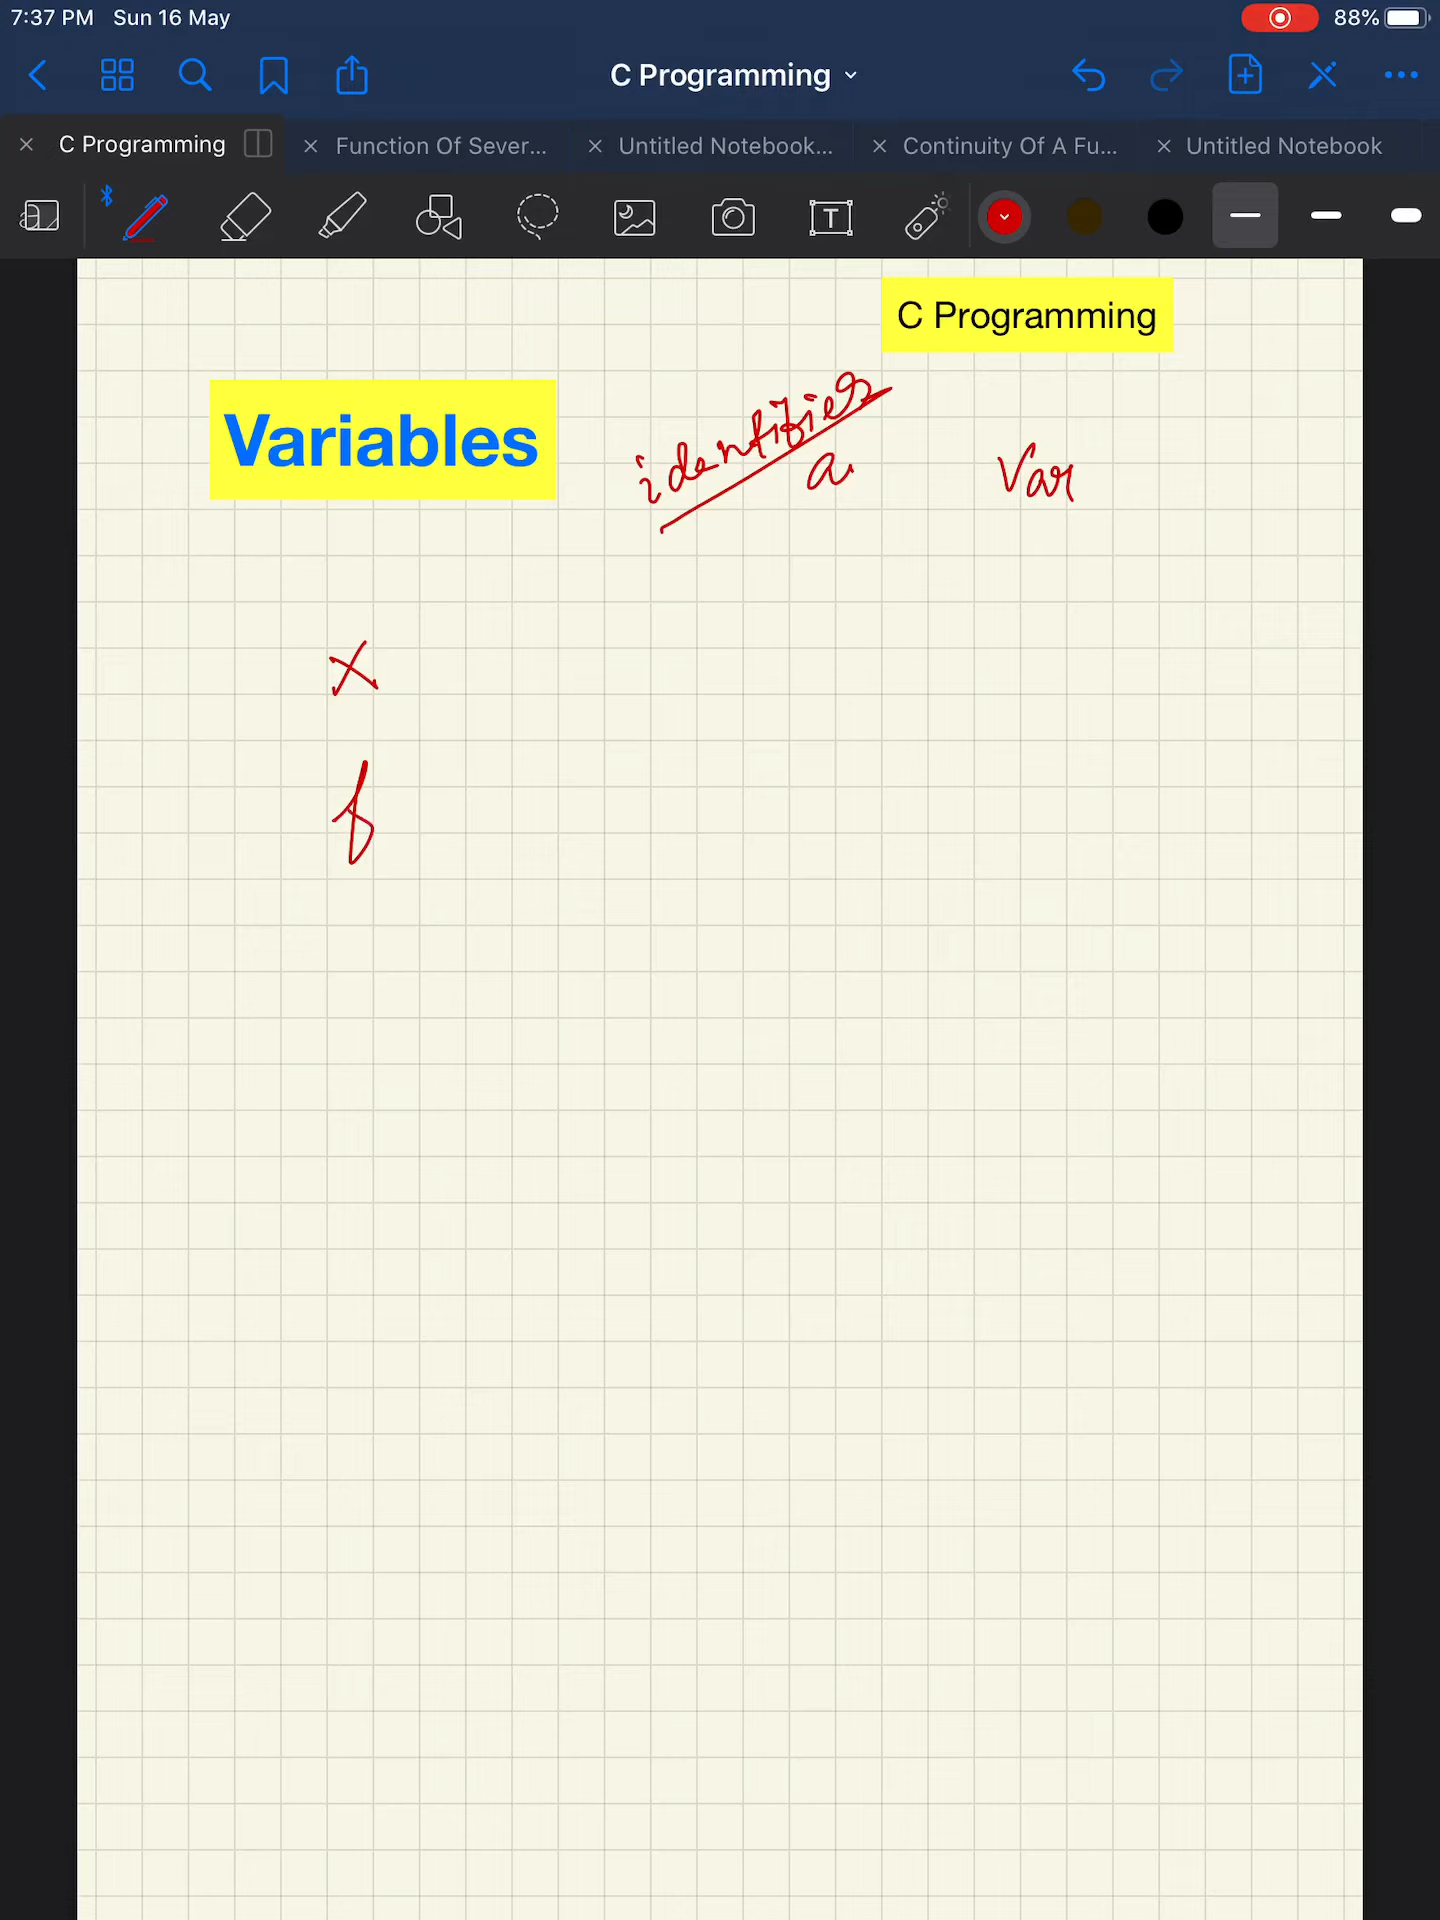 7:37 PM Sun 16 May 88%
C Programming
C Programming Function Of Sever... Untitled Notebook... Continuity Of A Fu... Untitled Notebook
T
C Programming
Variables
identifier
a
Var
x
f